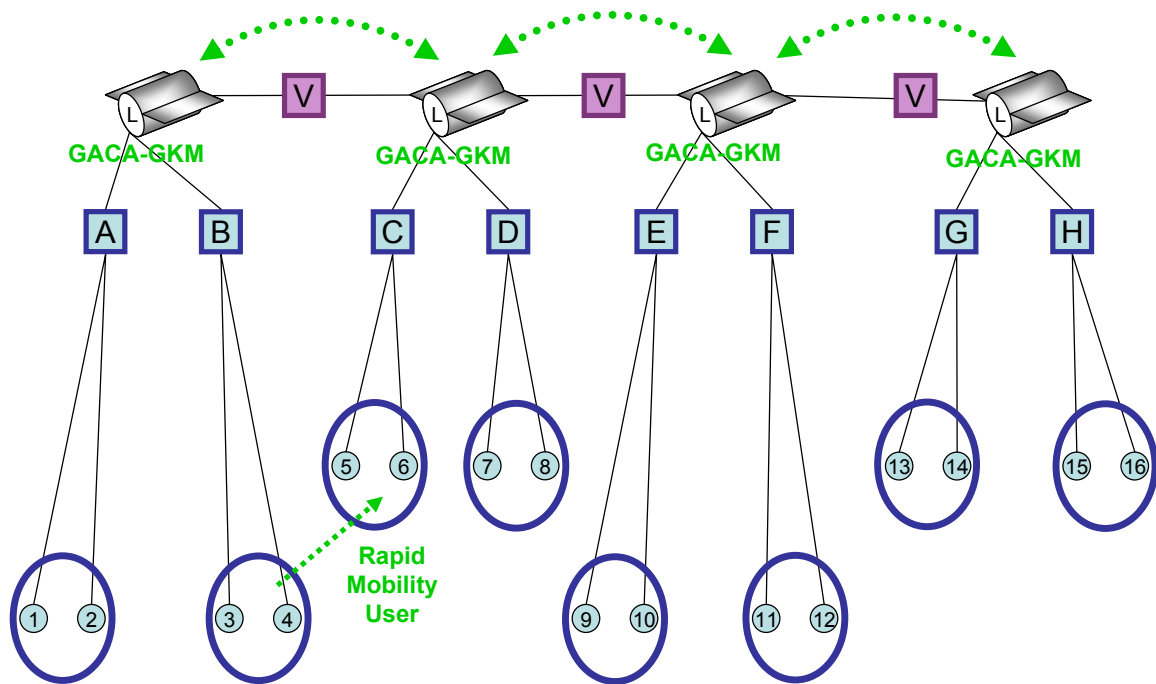 V
V
V
L
L
L
L
GACA-GKM
GACA-GKM
GACA-GKM
GACA-GKM
A
B
C
D
E
F
G
H
5
6
7
8
13
14
15
16
Rapid
Mobility
User
1
2
3
4
9
10
11
12